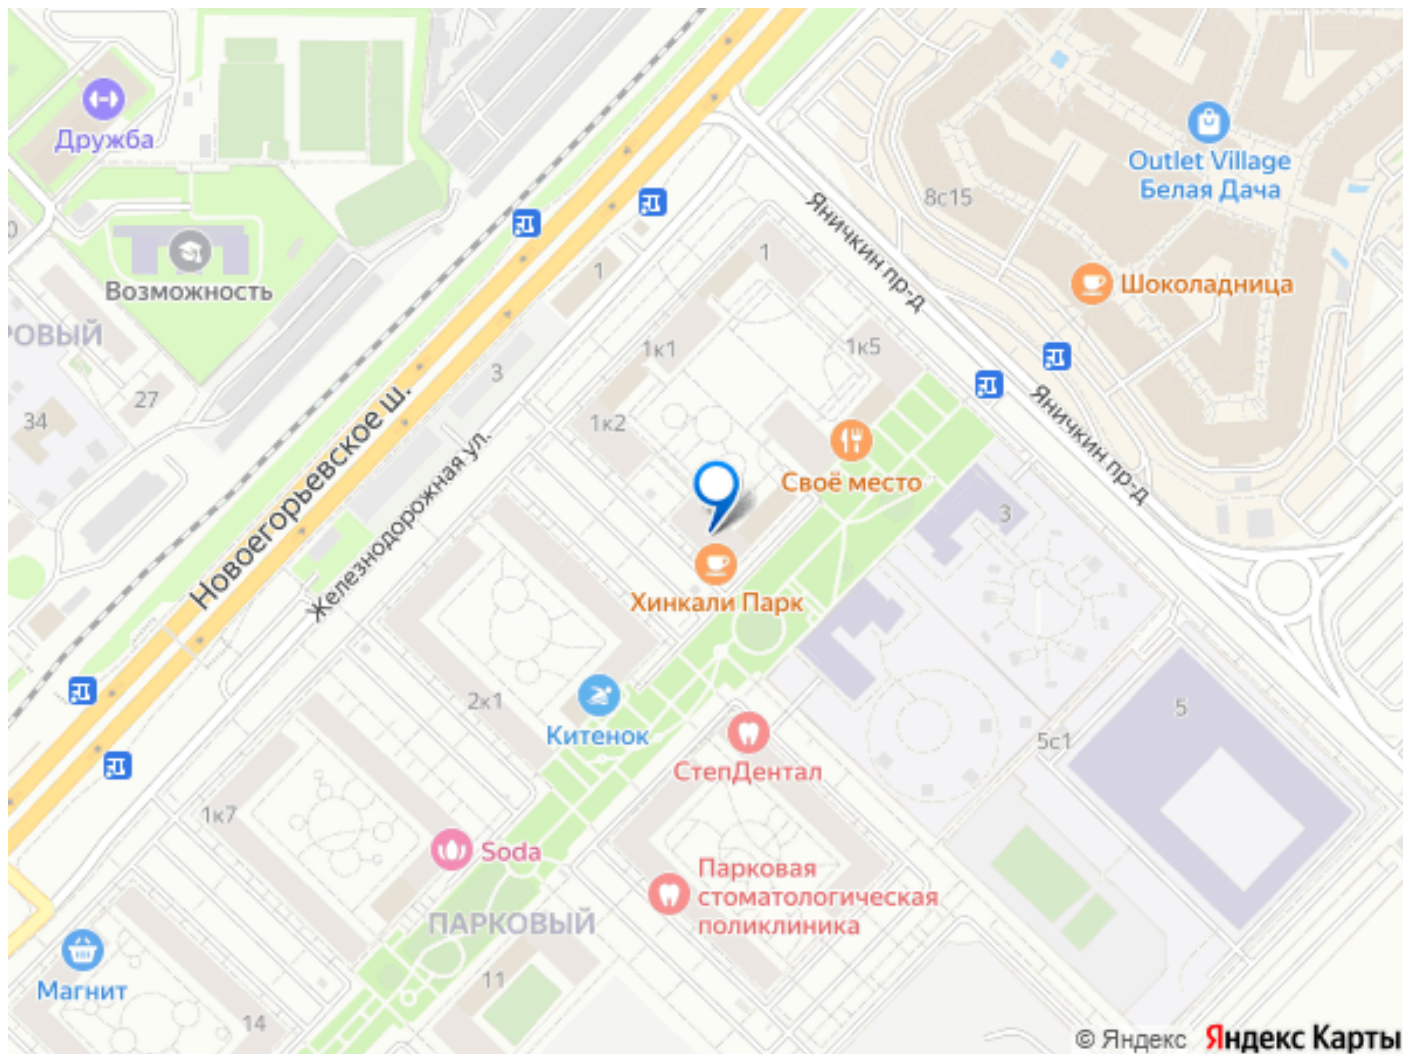 Дружба
Outlet Village
Белая Дача
8с15
Яничкин пр-д
Возможность
1
1
Шоколадница
РОВЫЙ
1к1
1к5
3
27
34
1к2
Новоегорьевское ш.
Железнодорожная ул.
Яничкин пр-д
Своё место
3
Хинкали Парк
2к1
Китенок
5
5с1
СтепДентал
1к7
Soda
Парковая
стоматологическая
поликлиника
ПАРКОВЫЙ
Магнит
11
14
© Яндекс Яндекс Карты